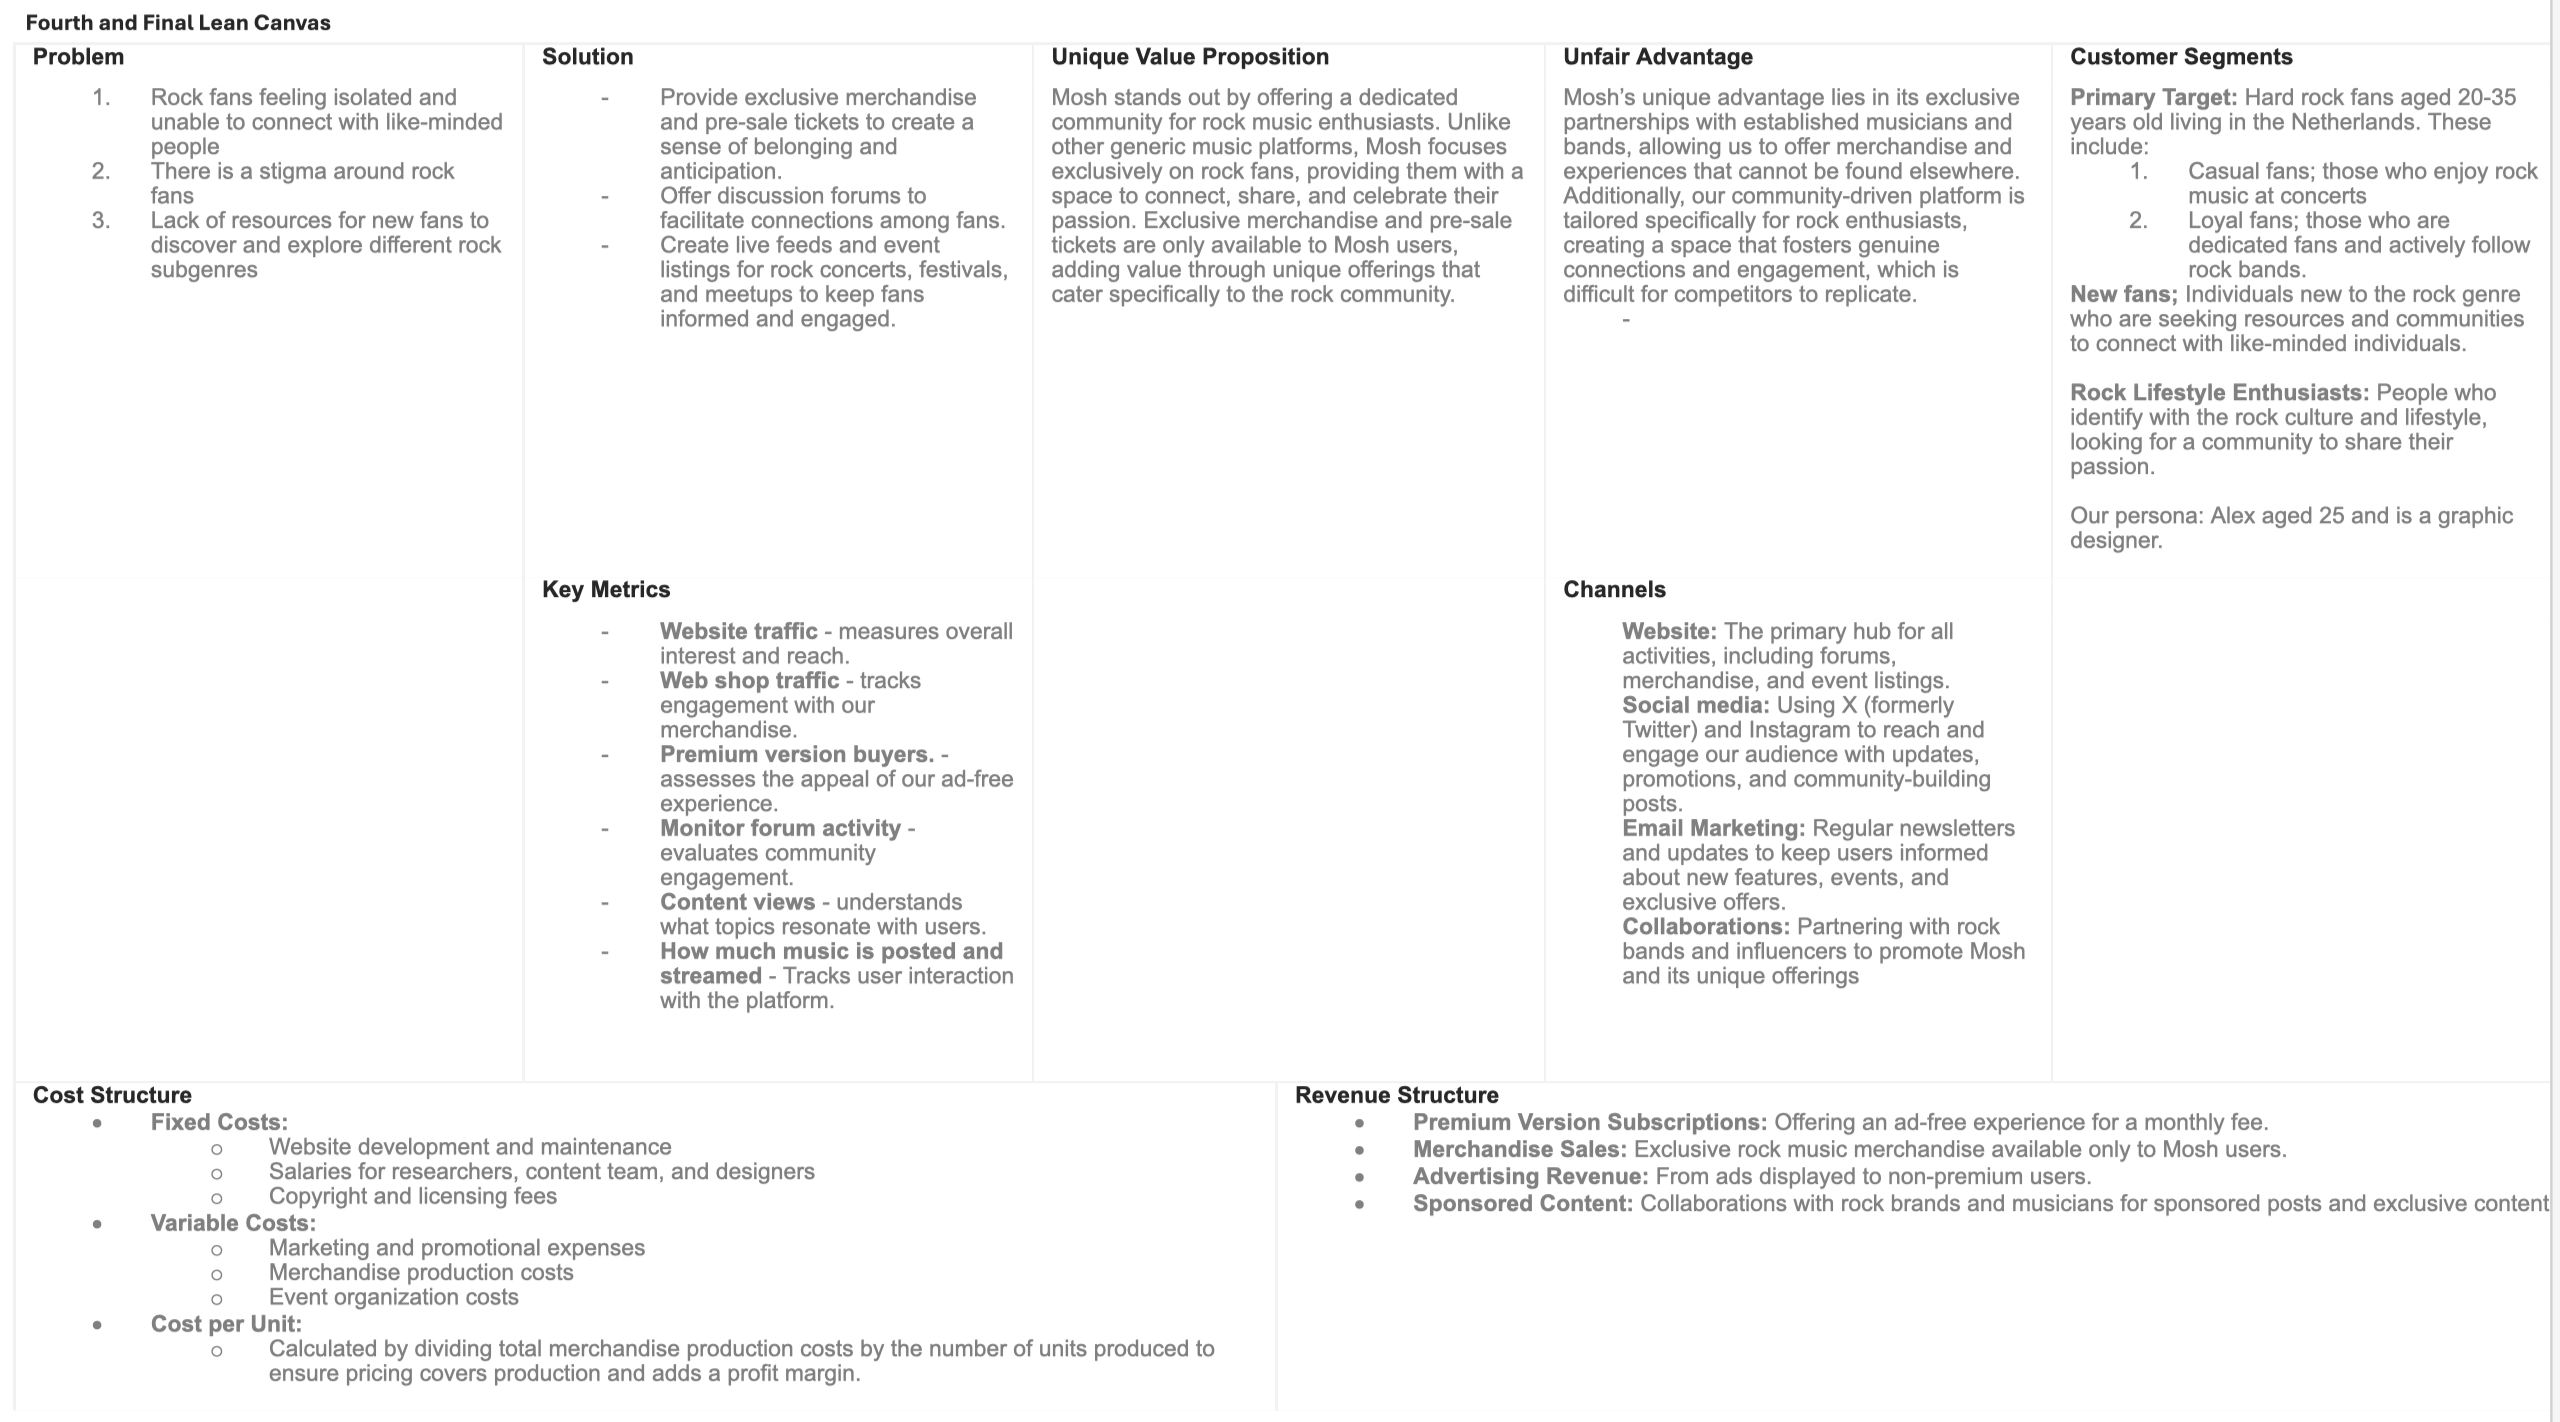 Fourth and Final Lean Canvas
Problem
1. Rock fans feeling isolated and
unable to connect with like-minded
people
2. There is a stigma around rock
fans
3. Lack of resources for new fans to
discover and explore different rock
subgenres
Solution
- Provide exclusive merchandise
and pre-sale tickets to create a
sense of belonging and
anticipation.
- Offer discussion forums to
facilitate connections among fans.
- Create live feeds and event
listings for rock concerts, festivals,
and meetups to keep fans
informed and engaged.
Key Metrics
- Website traffic - measures overall
interest and reach.
- Web shop traffic - tracks
engagement with our
merchandise.
- Premium version buyers. -
assesses the appeal of our ad-free
experience.
- Monitor forum activity -
evaluates community
engagement.
- Content views - understands
what topics resonate with users.
- How much music is posted and
streamed - Tracks user interaction
with the platform.
Unique Value Proposition
Mosh stands out by offering a dedicated
community for rock music enthusiasts. Unlike
other generic music platforms, Mosh focuses
exclusively on rock fans, providing them with a
space to connect, share, and celebrate their
passion. Exclusive merchandise and pre-sale
tickets are only available to Mosh users,
adding value through unique offerings that
cater specifically to the rock community.
Unfair Advantage
Mosh’s unique advantage lies in its exclusive
partnerships with established musicians and
bands, allowing us to offer merchandise and
experiences that cannot be found elsewhere.
Additionally, our community-driven platform is
tailored specifically for rock enthusiasts,
creating a space that fosters genuine
connections and engagement, which is
difficult for competitors to replicate.
-
Channels
Website: The primary hub for all
activities, including forums,
merchandise, and event listings.
Social media: Using X (formerly
Twitter) and Instagram to reach and
engage our audience with updates,
promotions, and community-building
posts.
Email Marketing: Regular newsletters
and updates to keep users informed
about new features, events, and
exclusive offers.
Collaborations: Partnering with rock
bands and influencers to promote Mosh
and its unique offerings
Customer Segments
Primary Target: Hard rock fans aged 20-35
years old living in the Netherlands. These
include:
1. Casual fans; those who enjoy rock
music at concerts
2. Loyal fans; those who are
dedicated fans and actively follow
rock bands.
New fans; Individuals new to the rock genre
who are seeking resources and communities
to connect with like-minded individuals.
Rock Lifestyle Enthusiasts: People who
identify with the rock culture and lifestyle,
looking for a community to share their
passion.
Our persona: Alex aged 25 and is a graphic
designer.
Cost Structure
• Fixed Costs:
○ Website development and maintenance
○ Salaries for researchers, content team, and designers
○ Copyright and licensing fees
• Variable Costs:
○ Marketing and promotional expenses
○ Merchandise production costs
○ Event organization costs
• Cost per Unit:
○ Calculated by dividing total merchandise production costs by the number of units produced to
ensure pricing covers production and adds a profit margin.
Revenue Structure
• Premium Version Subscriptions: Offering an ad-free experience for a monthly fee.
• Merchandise Sales: Exclusive rock music merchandise available only to Mosh users.
• Advertising Revenue: From ads displayed to non-premium users.
• Sponsored Content: Collaborations with rock brands and musicians for sponsored posts and exclusive content